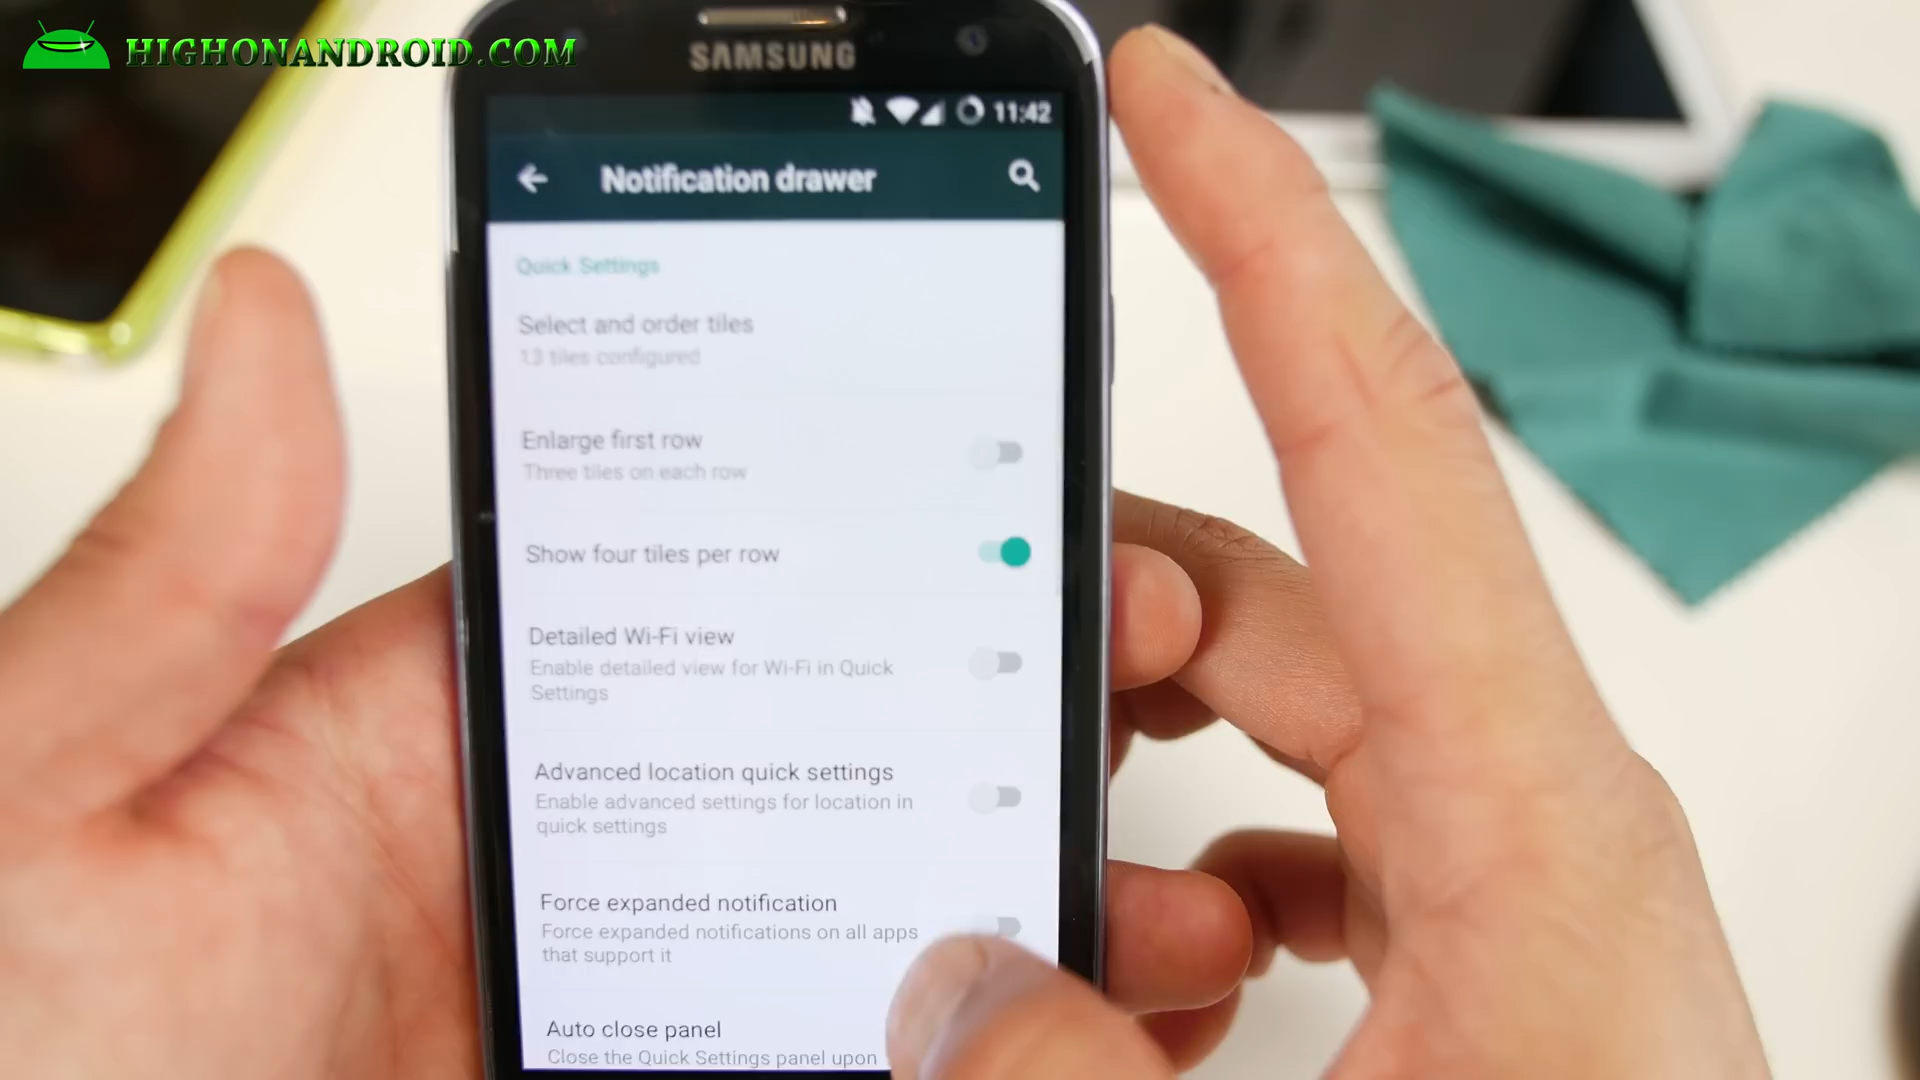 HIGHONANDROID.COM
SAMSUNG
11:42
Notification drawer
Quick Settings
Select and order tiles
13 tiles configured
Enlarge first row
Three tiles on each row
Show four tiles per row
Detailed Wi-Fi view
Enable detailed view for Wi-Fi in Quick
Settings
Advanced location quick settings
Enable advanced settings for location in
quick settings
Force expanded notification
Force expanded notifications on all apps
that support it
Auto close panel
Close the Quick Settings panel upon